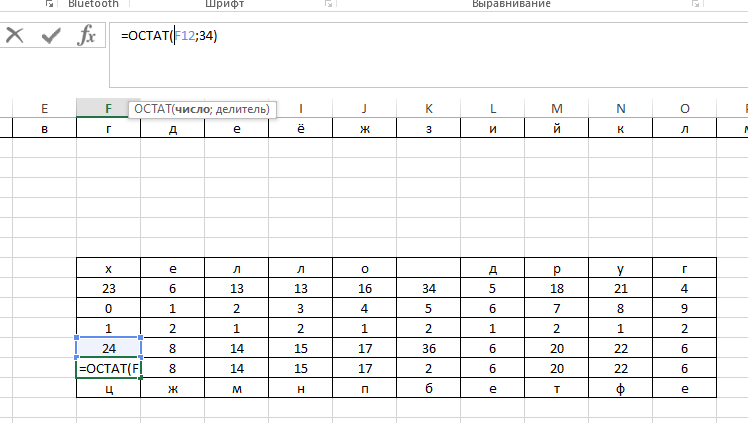 Bluetooth Шрифт Выравнивание
fx =ОСТАТ(F12;34)
ОСТАТ(число; делитель)
E F G H I J K L M N O
в г д е ё ж з и й к л
х е л л о д р у г
23 6 13 13 16 34 5 18 21 4
0 1 2 3 4 5 6 7 8 9
1 2 1 2 1 2 1 2 1 2
24 8 14 15 17 36 6 20 22 6
=ОСТАТ(F 8 14 15 17 2 6 20 22 6
ц ж м н п б е т ф е